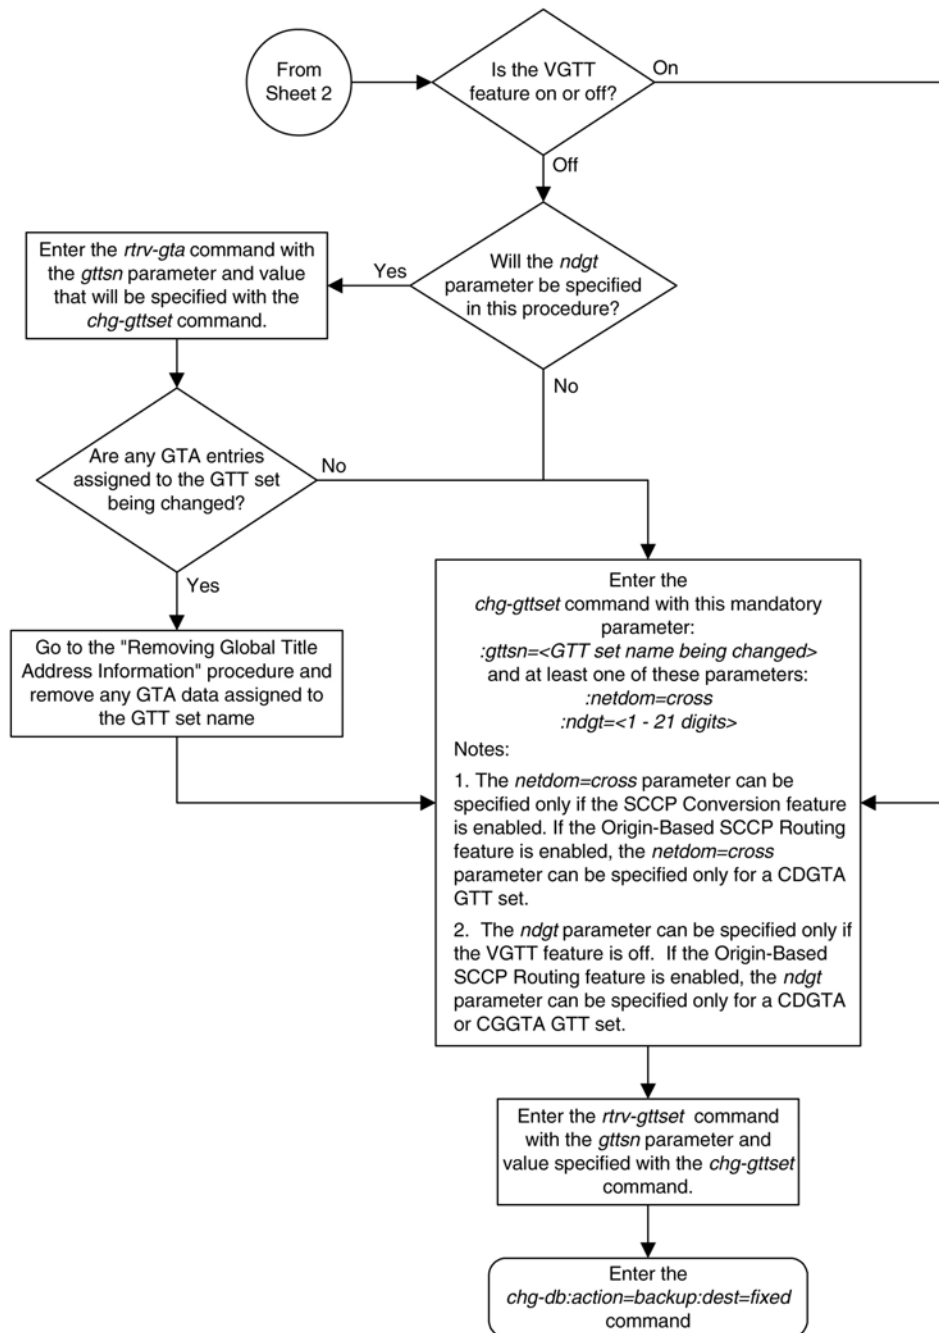 From
Sheet 2
Is the VGTT
feature on or off?
On
Off
Enter the rtrv-gta command with
the gttsn parameter and value
that will be specified with the
chg-gttset command.
Yes
Will the ndgt
parameter be specified
in this procedure?
No
Are any GTA entries
assigned to the GTT set
being changed?
No
Yes
Go to the "Removing Global Title
Address Information" procedure and
remove any GTA data assigned to
the GTT set name
Enter the
chg-gttset command with this mandatory
parameter:
:gttsn=<GTT set name being changed>
and at least one of these parameters:
:netdom=cross
:ndgt=<1 - 21 digits>
Notes:
1. The netdom=cross parameter can be
specified only if the SCCP Conversion feature
is enabled. If the Origin-Based SCCP Routing
feature is enabled, the netdom=cross
parameter can be specified only for a CDGTA
GTT set.
2. The ndgt parameter can be specified only if
the VGTT feature is off. If the Origin-Based
SCCP Routing feature is enabled, the ndgt
parameter can be specified only for a CDGTA
or CGGTA GTT set.
Enter the rtrv-gttset command
with the gttsn parameter and
value specified with the chg-gttset
command.
Enter the
chg-db:action=backup:dest=fixed
command